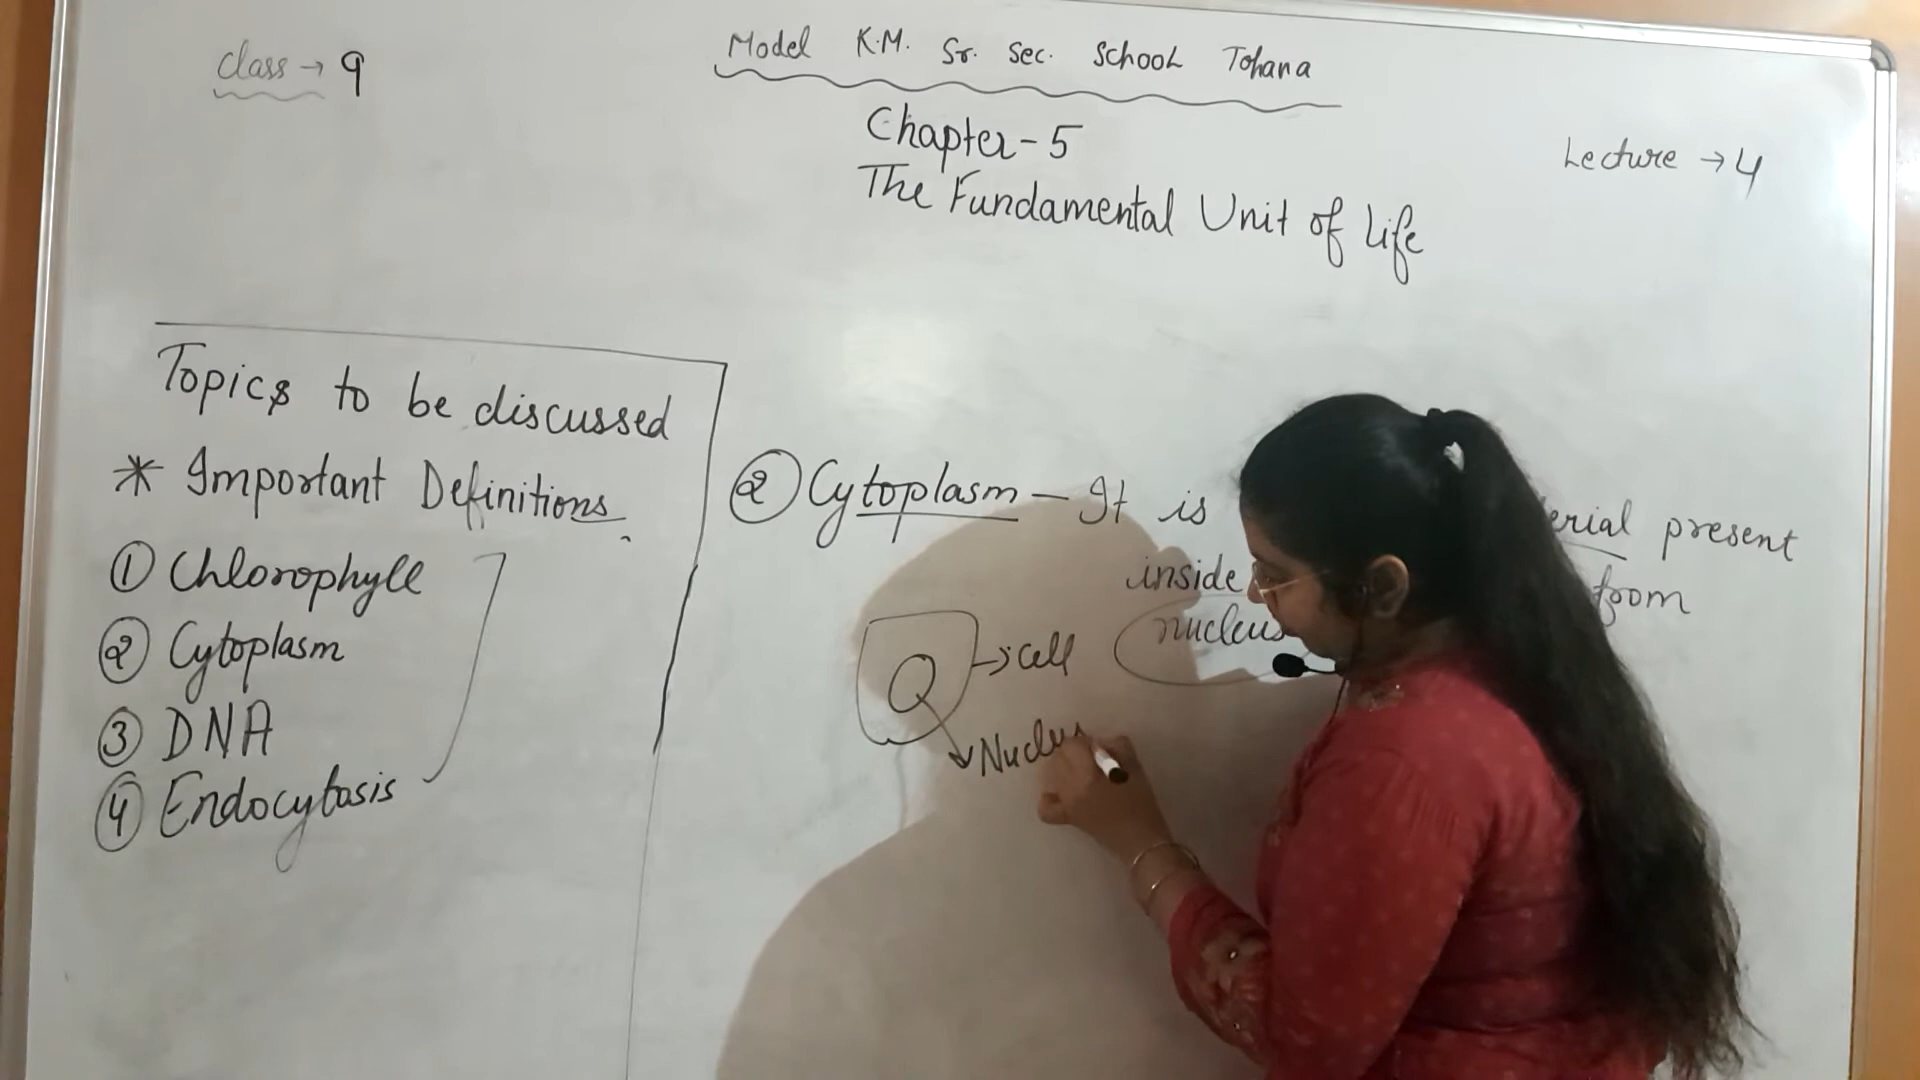 Class → 9
Model K.M. Sr. Sec. School Tohana
Chapter-5
The Fundamental Unit of Life
Lecture → 4
Topics to be discussed
* Important Definitions
① Chlorophyll
② Cytoplasm
③ DNA
④ Endocytosis
② Cytoplasm – It is present
inside from
nucleus
→ Cell